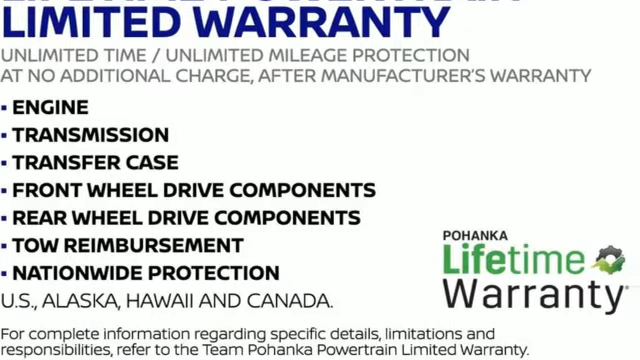 LIMITED WARRANTY
UNLIMITED TIME / UNLIMITED MILEAGE PROTECTION
AT NO ADDITIONAL CHARGE, AFTER MANUFACTURER'S WARRANTY
▪ ENGINE
▪ TRANSMISSION
▪ TRANSFER CASE
▪ FRONT WHEEL DRIVE COMPONENTS
▪ REAR WHEEL DRIVE COMPONENTS
▪ TOW REIMBURSEMENT
▪ NATIONWIDE PROTECTION
U.S., ALASKA, HAWAII AND CANADA.
POHANKA
Lifetime
Warranty
For complete information regarding specific details, limitations and
responsibilities, refer to the Team Pohanka Powertrain Limited Warranty.